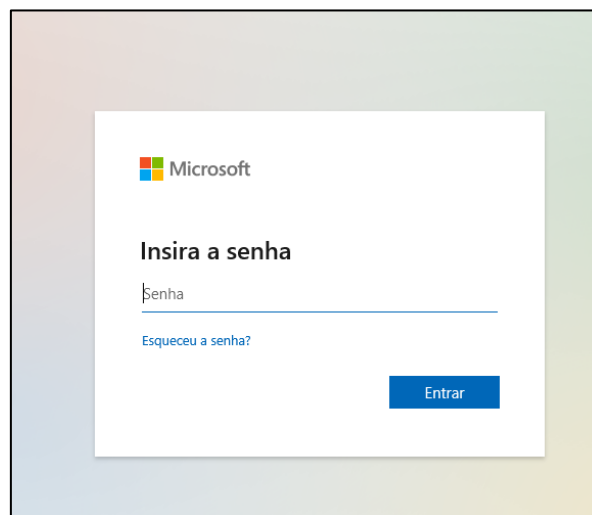 Microsoft
Insira a senha
Senha
Esqueceu a senha?
Entrar